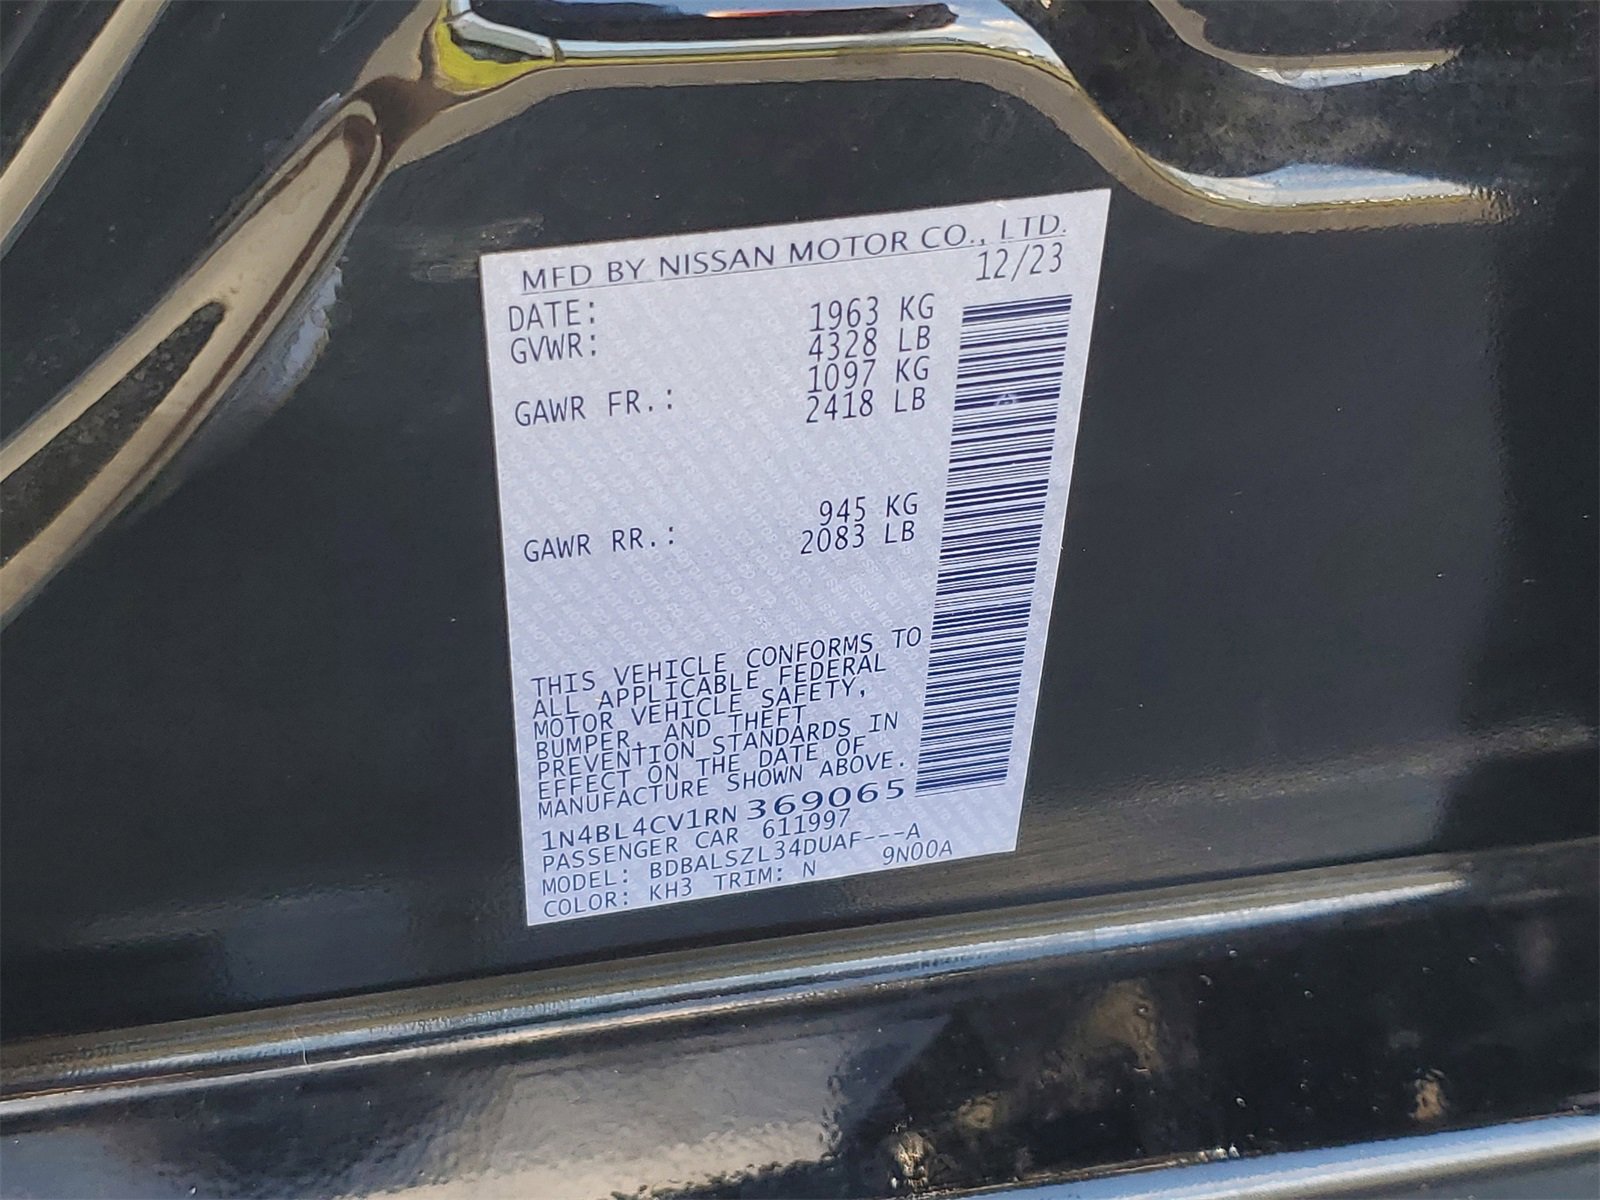 MFD BY NISSAN MOTOR CO., LTD.
DATE: 12/23
GVWR: 1963 KG
4328 LB
GAWR FR.: 1097 KG
2418 LB
GAWR RR.: 945 KG
2083 LB
THIS VEHICLE CONFORMS TO
ALL APPLICABLE FEDERAL
MOTOR VEHICLE SAFETY,
BUMPER, AND THEFT
PREVENTION STANDARDS IN
EFFECT ON THE DATE OF
MANUFACTURE SHOWN ABOVE.
1N4BL4CV1RN369065
PASSENGER CAR 611997
MODEL: BDBALSZL34DUAF---A
COLOR: KH3 TRIM: N 9N00A